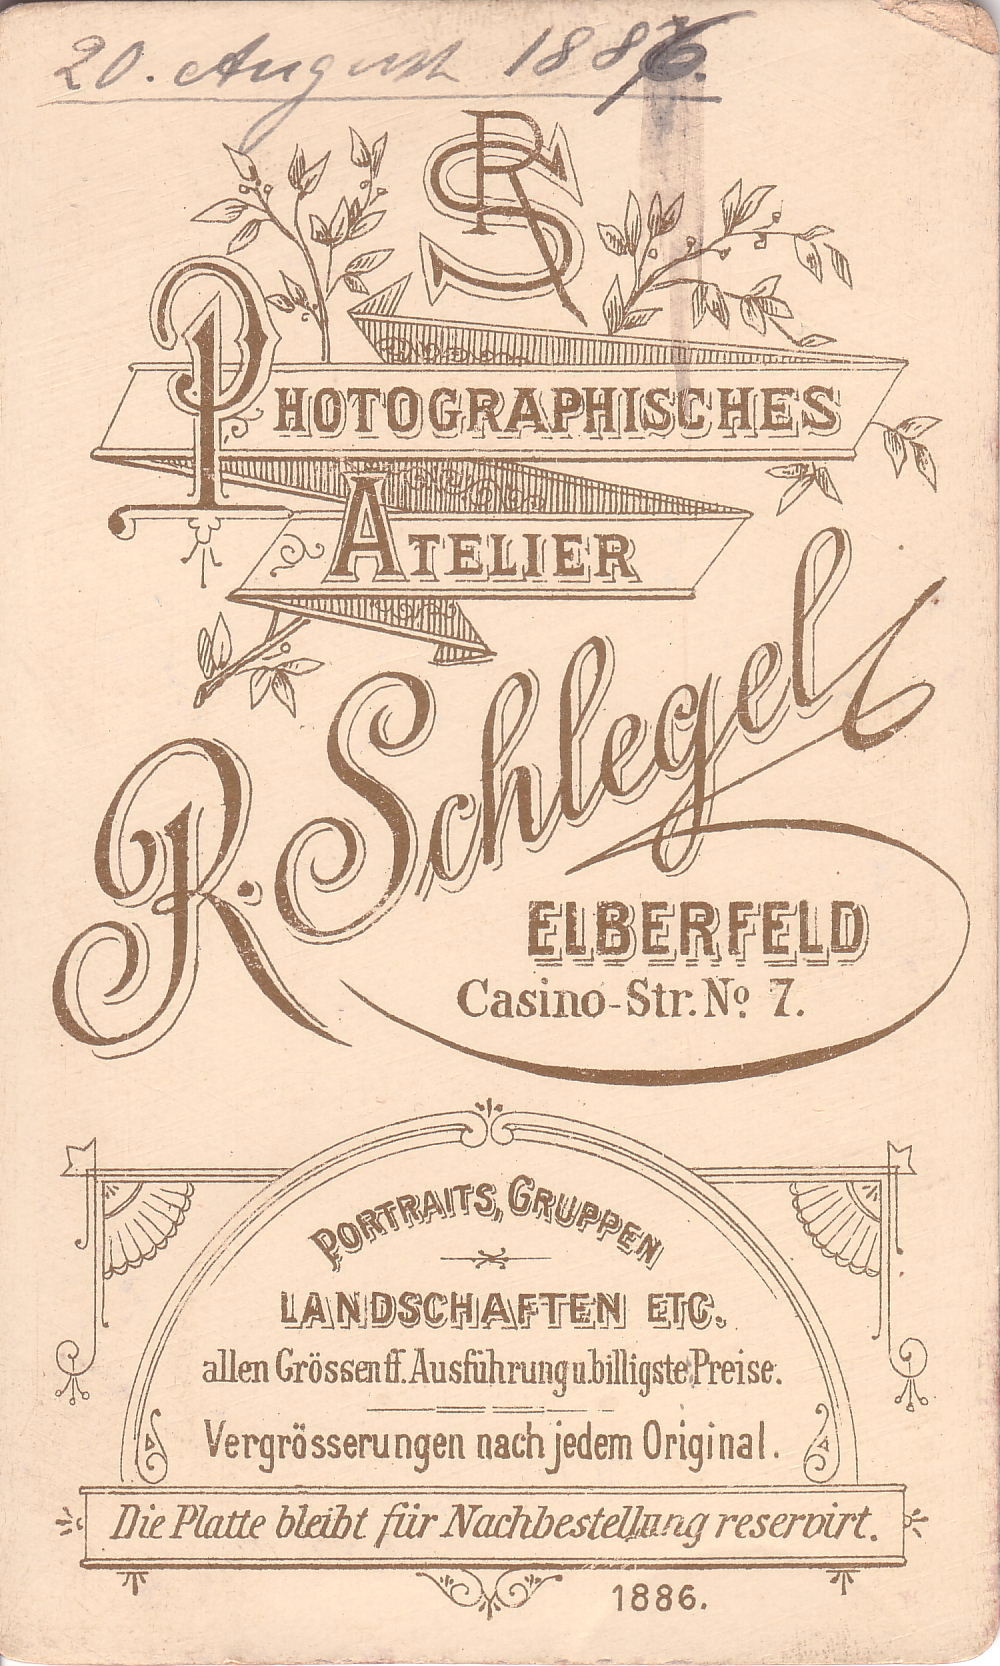 20. August 1886.
RS
PHOTOGRAPHISCHES
ATELIER
R. Schlegel
ELBERFELD
Casino-Str. No 7.
PORTRAITS, GRUPPEN
LANDSCHAFTEN ETC.
allen Grössen ff. Ausführung u. billigste Preise.
Vergrösserungen nach jedem Original.
Die Platte bleibt für Nachbestellung reservirt.
1886.